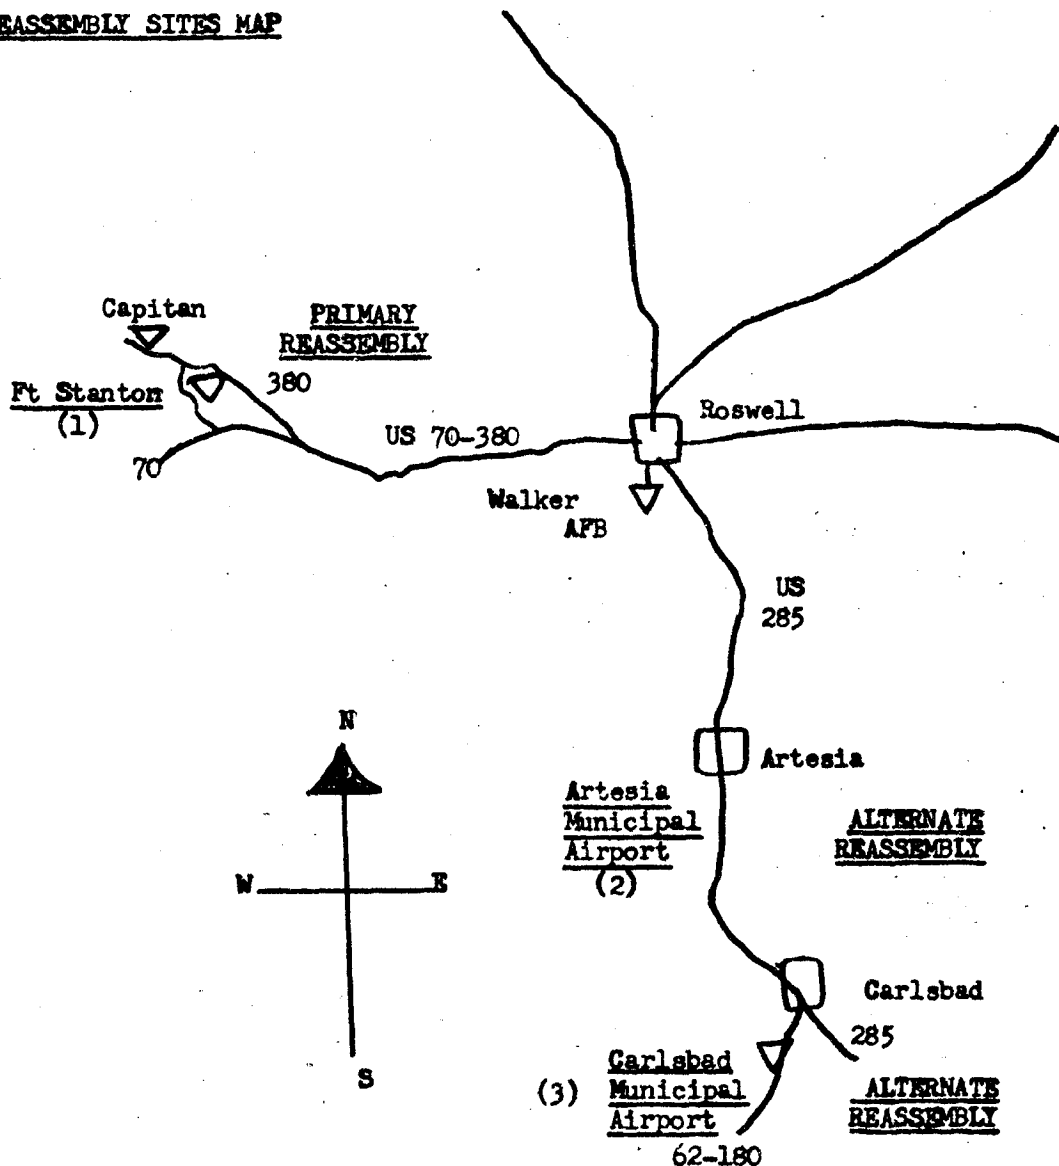 EASSEMBLY SITES MAP
Capitan
PRIMARY
REASSEMBLY
380
Ft Stanton
(1)
70
US 70-380
Roswell
Walker
AFB
US
285
N
W
E
S
Artesia
Artesia
Municipal
Airport
(2)
ALTERNATE
REASSEMBLY
Carlsbad
285
(3)
Carlsbad
Municipal
Airport
ALTERNATE
REASSEMBLY
62-180